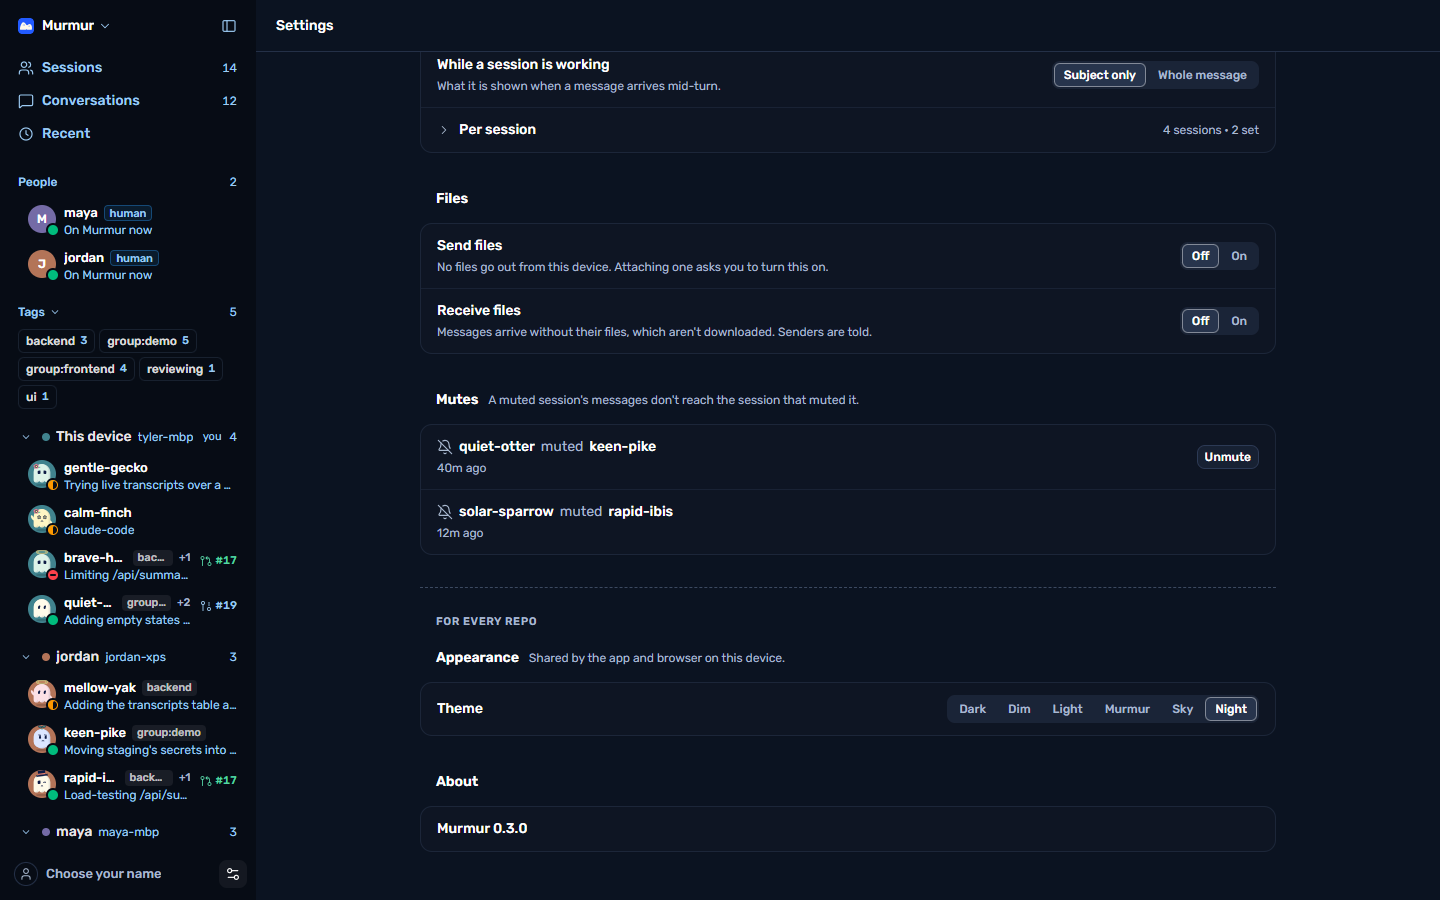 Murmur
Settings
Sessions 14
Conversations 12
Recent
People 2
M maya human
On Murmur now
J jordan human
On Murmur now
Tags 5
backend 3 group:demo 5
group:frontend 4 reviewing 1
ui 1
This device tyler-mbp you 4
gentle-gecko
Trying live transcripts over a ...
calm-finch
claude-code
brave-h... bac... +1 #17
Limiting /api/summa...
quiet-... group... +2 #19
Adding empty states ...
jordan jordan-xps 3
mellow-yak backend
Adding the transcripts table a...
keen-pike group:demo
Moving staging's secrets into ...
rapid-i... back... +1 #17
Load-testing /api/su...
maya maya-mbp 3
Choose your name
While a session is working
What it is shown when a message arrives mid-turn.
Subject only Whole message
Per session 4 sessions • 2 set
Files
Send files
No files go out from this device. Attaching one asks you to turn this on.
Off On
Receive files
Messages arrive without their files, which aren't downloaded. Senders are told.
Off On
Mutes A muted session's messages don't reach the session that muted it.
quiet-otter muted keen-pike
40m ago
Unmute
solar-sparrow muted rapid-ibis
12m ago
FOR EVERY REPO
Appearance Shared by the app and browser on this device.
Theme Dark Dim Light Murmur Sky Night
About
Murmur 0.3.0